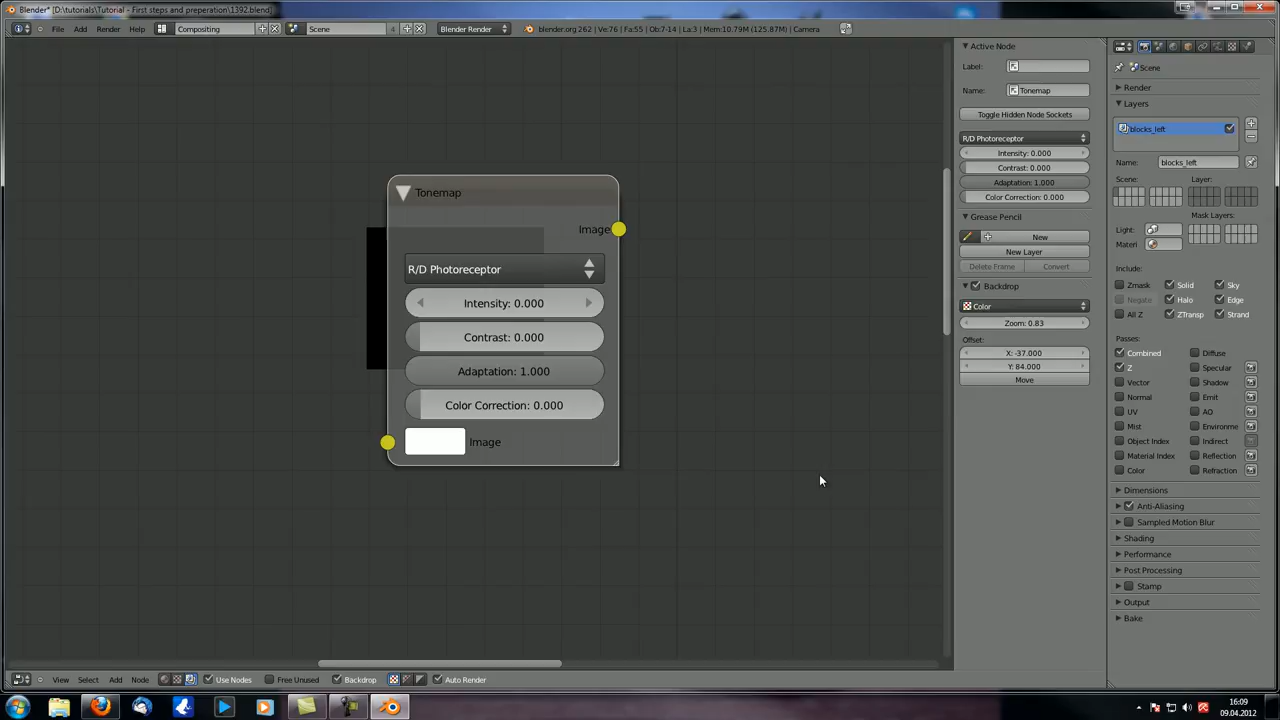 Blender* [D:\tutorials\Tutorial - First steps and preperation\1392.blend]
File Add Render Help Compositing Scene 4 Blender Render blender.org 262 | Ve:76 | Fa:55 | Ob:7-14 | La:3 | Mem:10.79M (125.87M) | Camera
Tonemap
Image
R/D Photoreceptor
Intensity: 0.000
Contrast: 0.000
Adaptation: 1.000
Color Correction: 0.000
Image
Active Node
Label:
Name: Tonemap
Toggle Hidden Node Sockets
R/D Photoreceptor
Intensity: 0.000
Contrast: 0.000
Adaptation: 1.000
Color Correction: 0.000
Grease Pencil
New
New Layer
Delete Frame Convert
Backdrop
Color
Zoom: 0.83
Offset:
X: -37.000
Y: 84.000
Move
Scene
Render
Layers
blocks_left
Name: blocks_left
Scene: Layer:
Mask Layers:
Light:
Materi
Include:
Zmask Solid Sky
Negate Halo Edge
All Z ZTransp Strand
Passes:
Combined Diffuse
Z Specular
Vector Shadow
Normal Emit
UV AO
Mist Environme
Object Index Indirect
Material Index Reflection
Color Refraction
Dimensions
Anti-Aliasing
Sampled Motion Blur
Shading
Performance
Post Processing
Stamp
Output
Bake
View Select Add Node Use Nodes Free Unused Backdrop Auto Render
16:09
09.04.2012